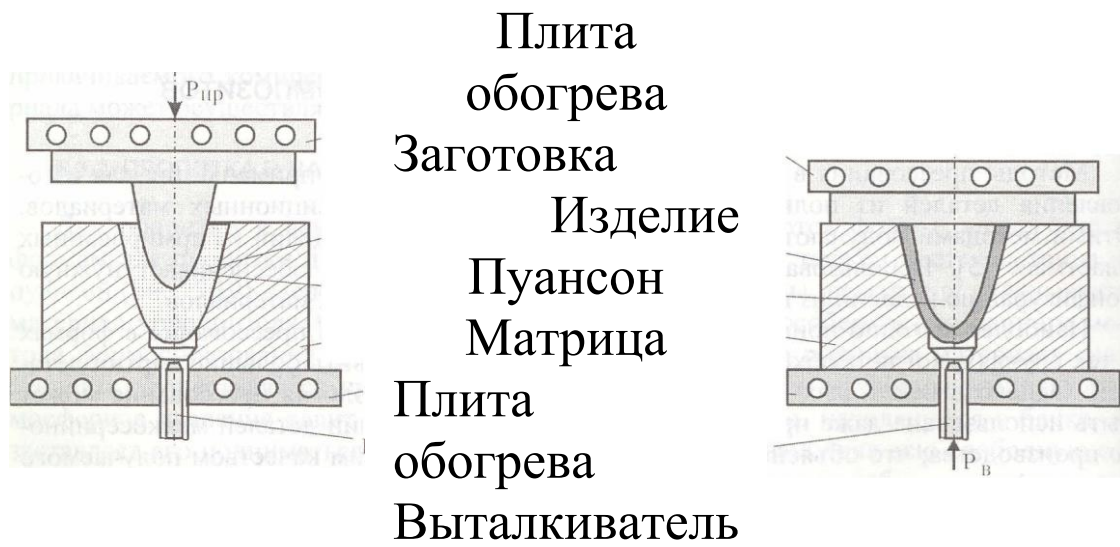 Плита
обогрева
Заготовка
Изделие
Пуансон
Матрица
Плита
обогрева
Выталкиватель
Pпр
Pв